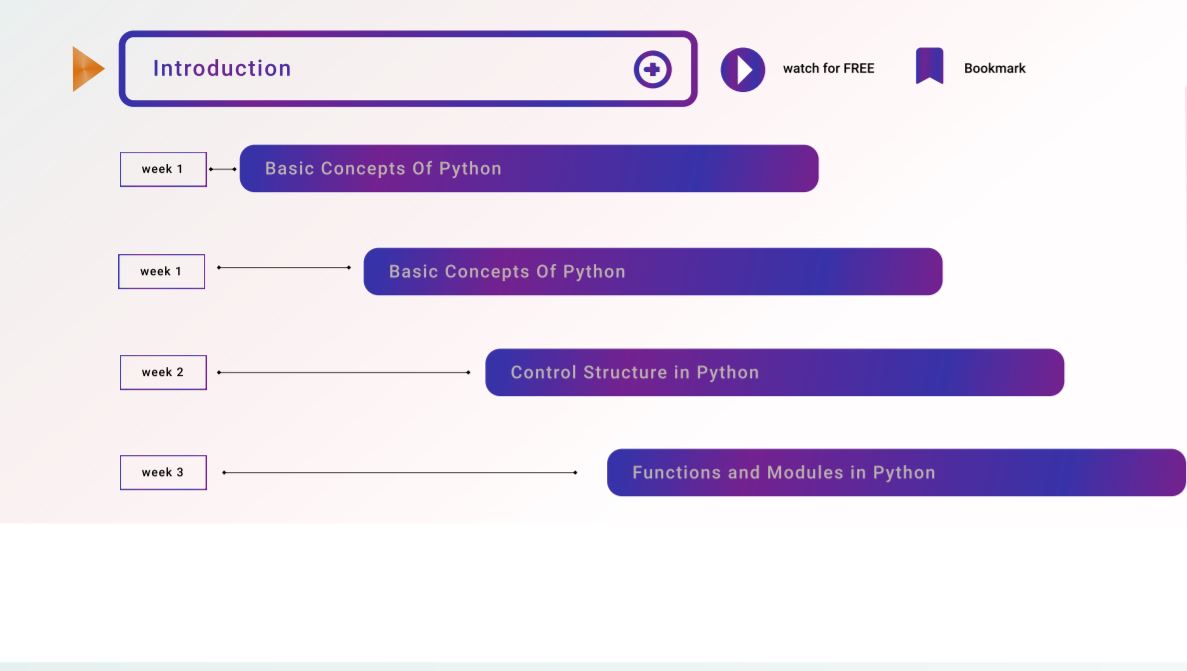 Introduction
watch for FREE
Bookmark
week 1
Basic Concepts Of Python
week 1
Basic Concepts Of Python
week 2
Control Structure in Python
week 3
Functions and Modules in Python